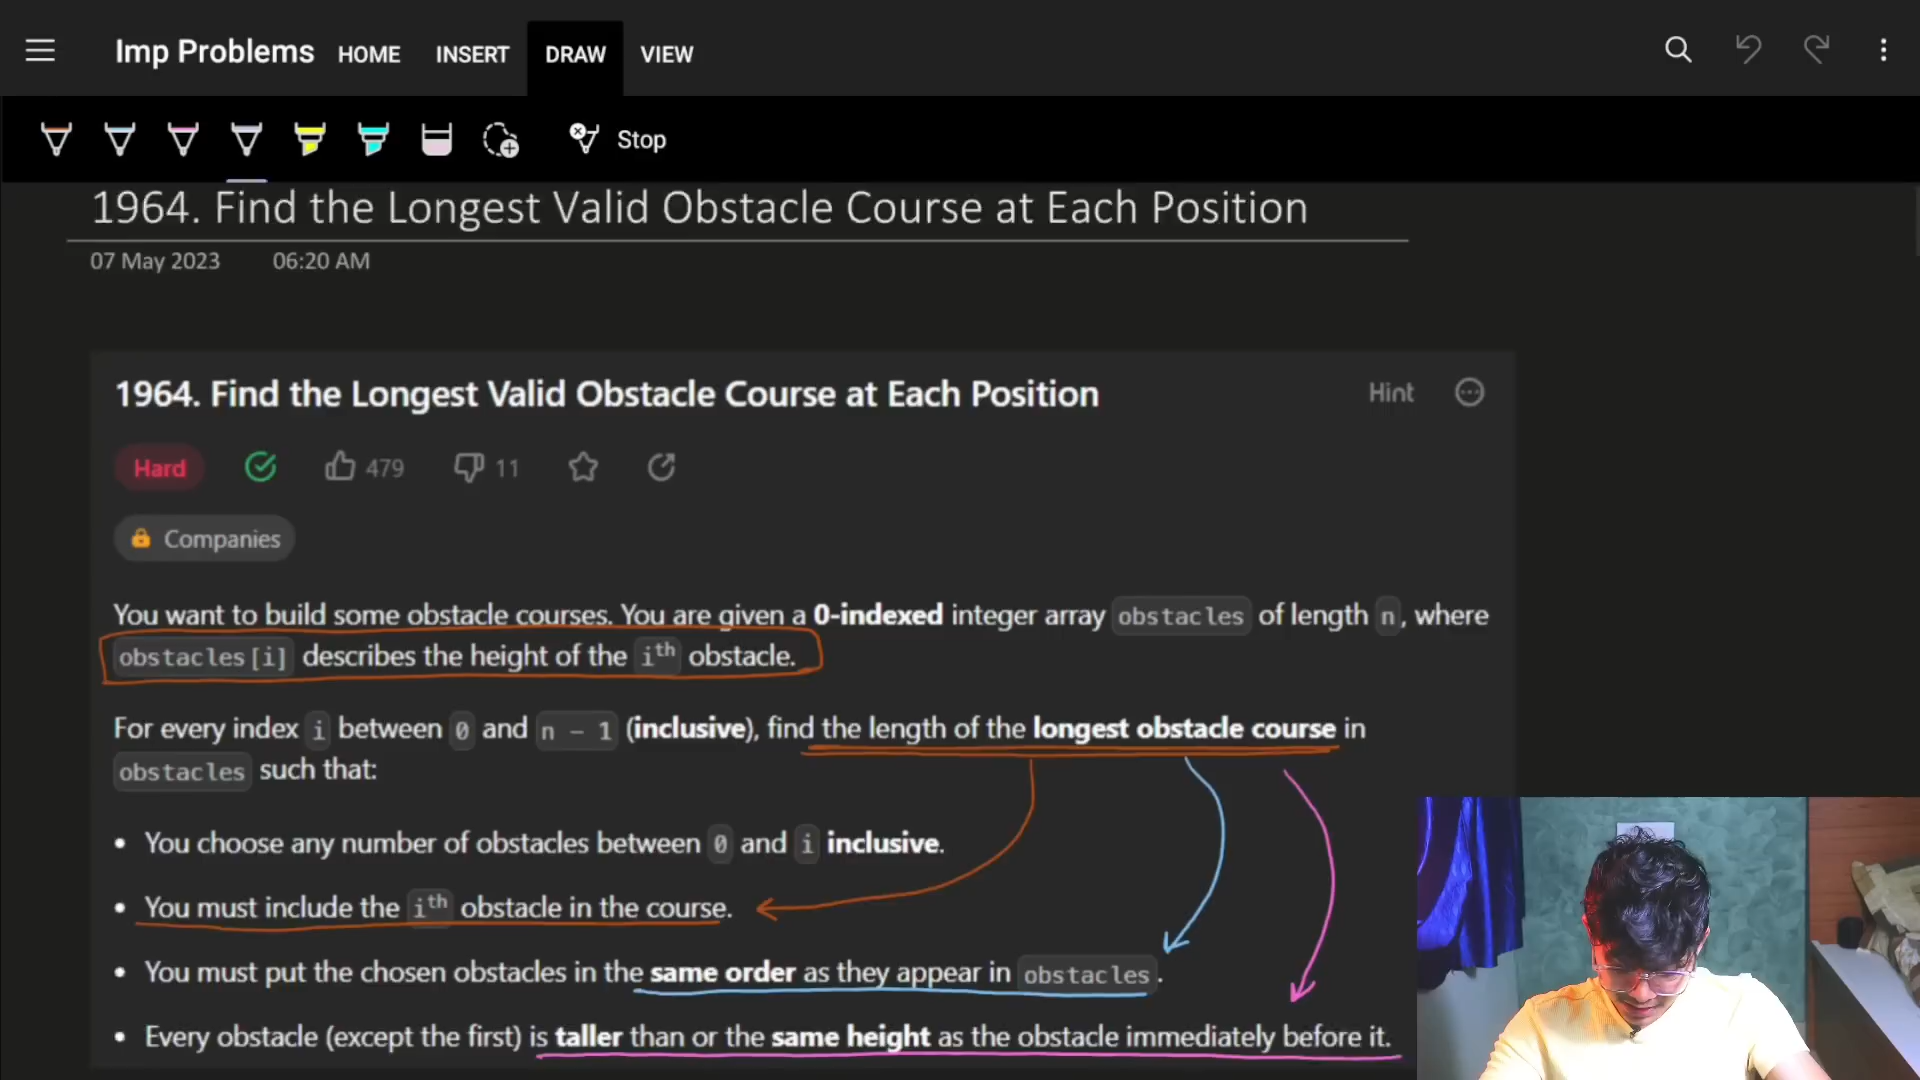 Imp Problems HOME INSERT DRAW VIEW
Stop
1964. Find the Longest Valid Obstacle Course at Each Position
07 May 2023 06:20 AM
1964. Find the Longest Valid Obstacle Course at Each Position Hint
Hard 479 11
Companies
You want to build some obstacle courses. You are given a 0-indexed integer array obstacles of length n, where
obstacles[i] describes the height of the ith obstacle.
For every index i between 0 and n - 1 (inclusive), find the length of the longest obstacle course in
obstacles such that:
• You choose any number of obstacles between 0 and i inclusive.
• You must include the ith obstacle in the course.
• You must put the chosen obstacles in the same order as they appear in obstacles.
• Every obstacle (except the first) is taller than or the same height as the obstacle immediately before it.